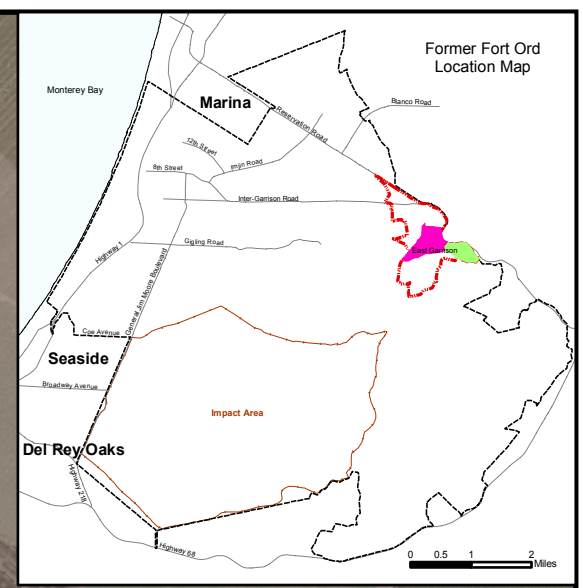 Former Fort Ord
Location Map
Monterey Bay
Marina
Blanco Road
Reservation Road
12th Street
Imjin Road
8th Street
Inter-Garrison Road
Gigling Road
Highway 1
East Garrison
General Jim Moore Boulevard
Coe Avenue
Seaside
Broadway Avenue
Impact Area
Del Rey Oaks
Highway 218
Highway 68
0 0.5 1 2
Miles